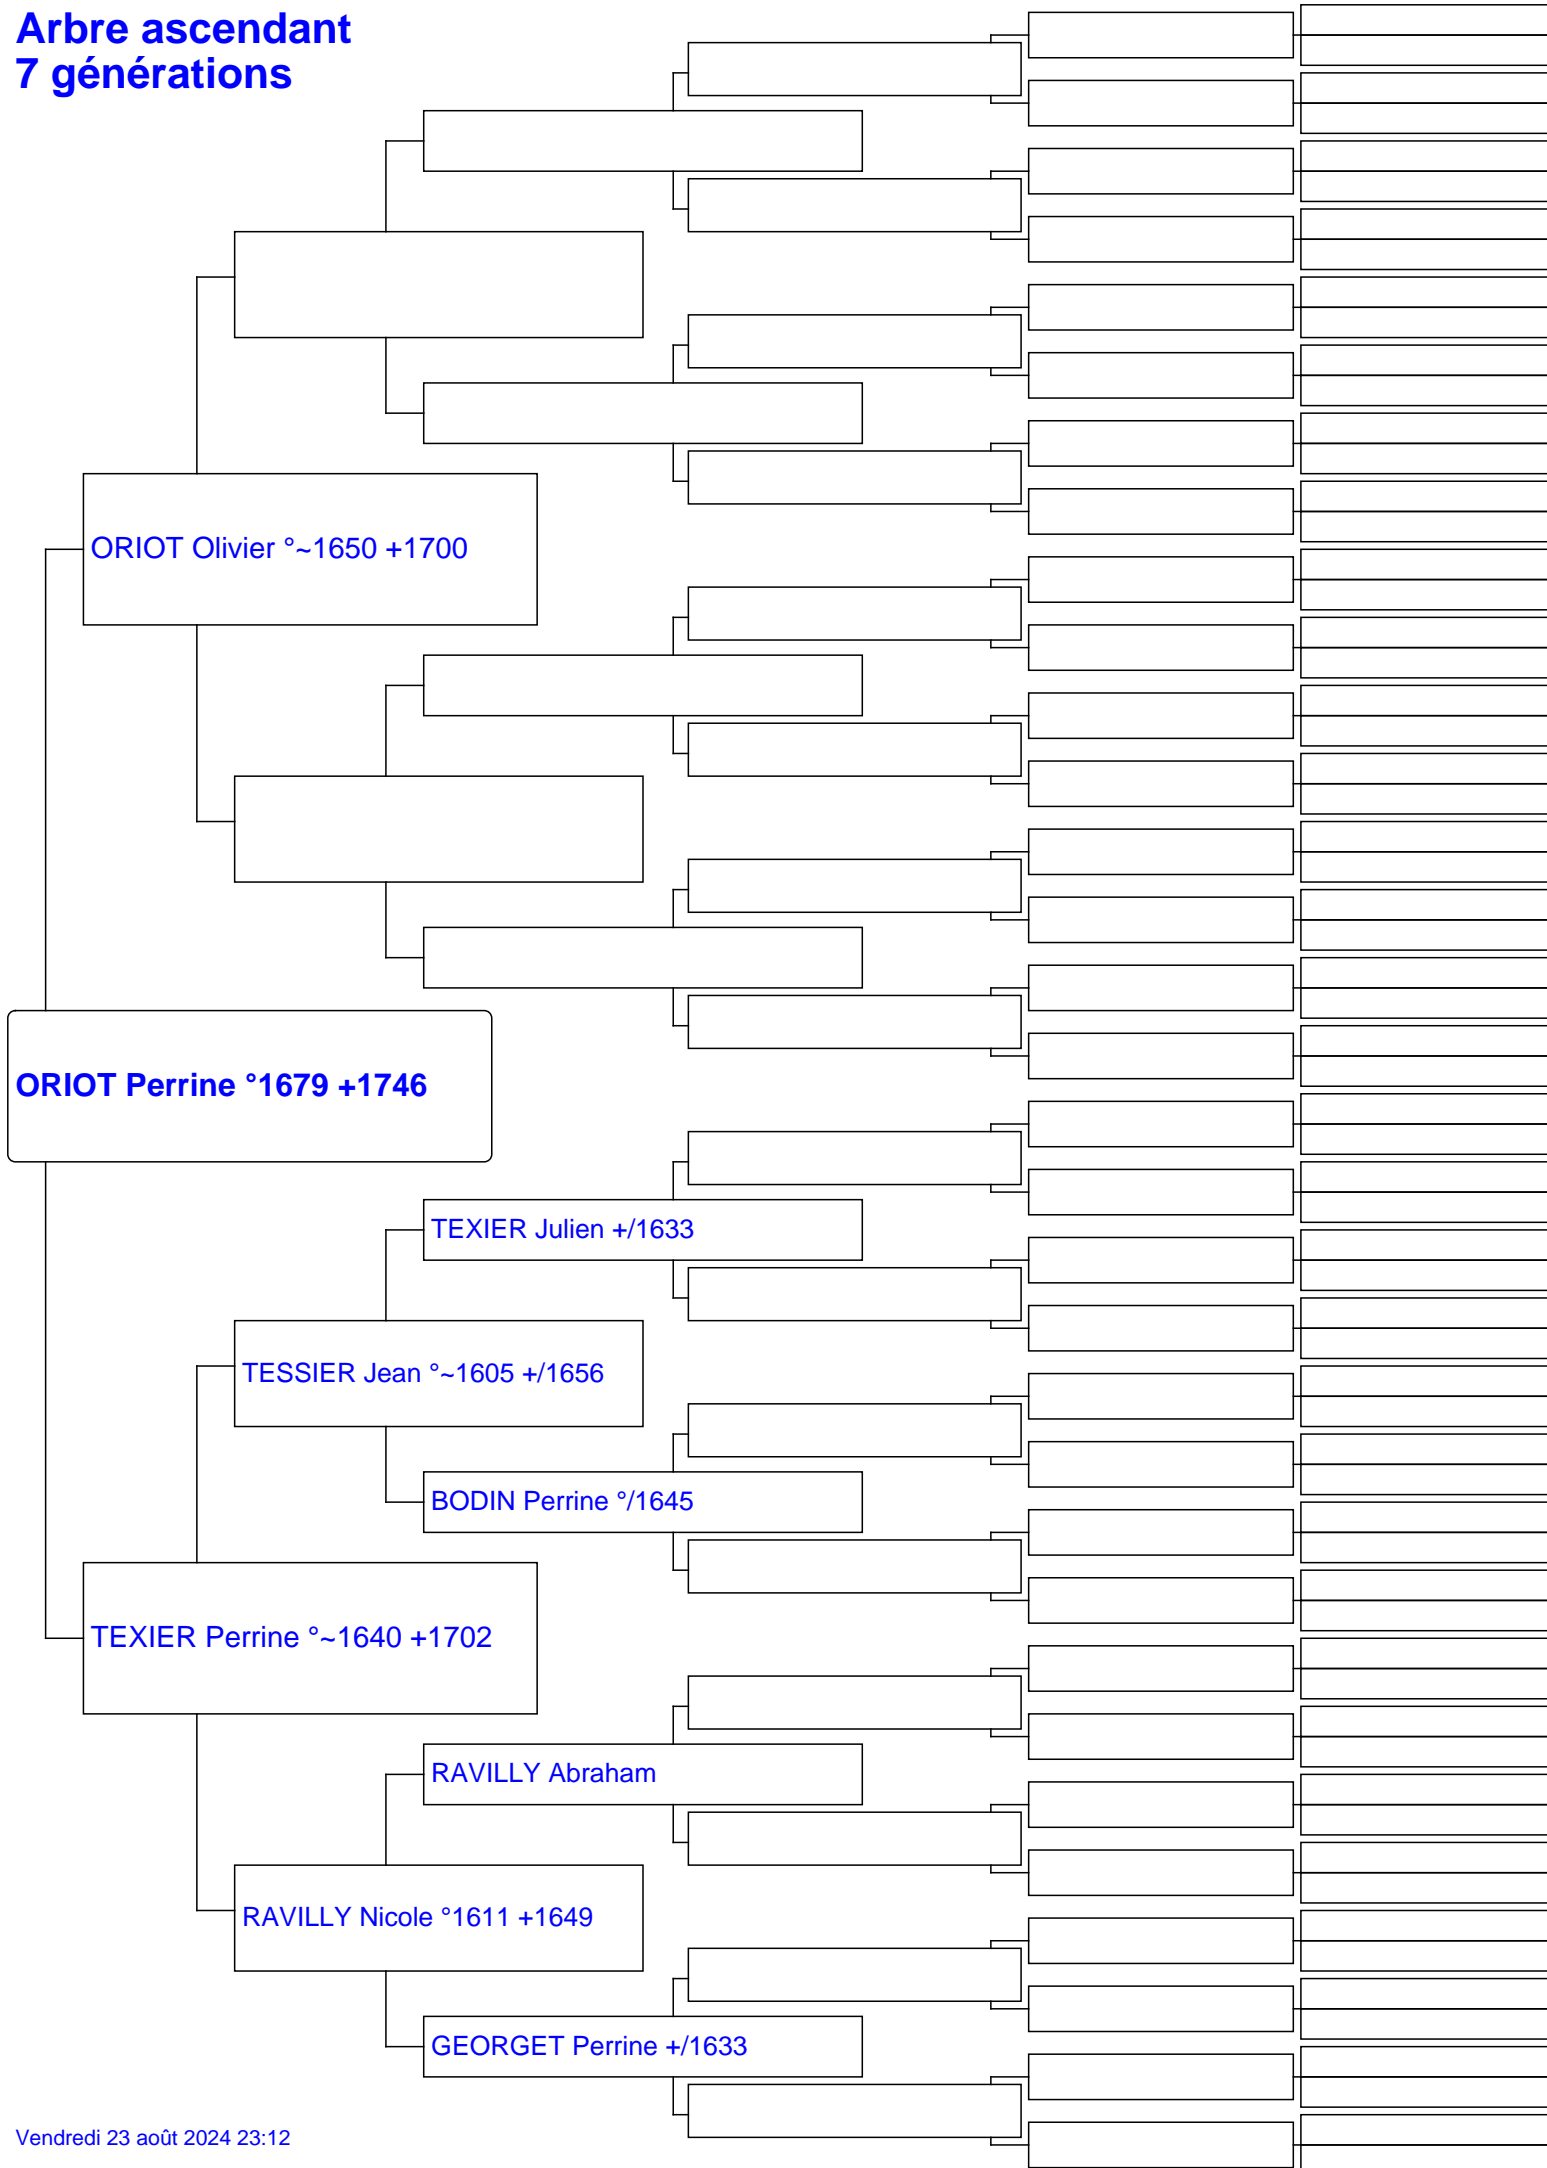 Arbre ascendant
7 générations
ORIOT Olivier °~1650 +1700
ORIOT Perrine °1679 +1746
TEXIER Julien +/1633
TESSIER Jean °~1605 +/1656
BODIN Perrine °/1645
TEXIER Perrine °~1640 +1702
RAVILLY Abraham
RAVILLY Nicole °1611 +1649
GEORGET Perrine +/1633
Vendredi 23 août 2024 23:12